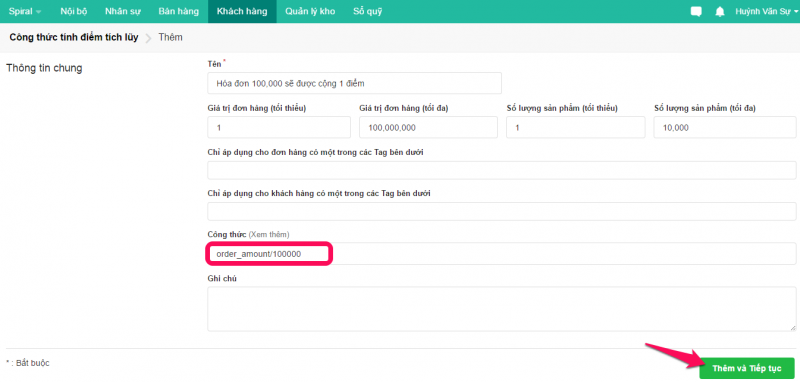 Spiral Nội bộ Nhân sự Bán hàng Khách hàng Quản lý kho Sổ quỹ Huỳnh Văn Sự
Công thức tính điểm tích lũy Thêm
Thông tin chung
Tên *
Hóa đơn 100,000 sẽ được cộng 1 điểm
Giá trị đơn hàng (tối thiểu) Giá trị đơn hàng (tối đa) Số lượng sản phẩm (tối thiểu) Số lượng sản phẩm (tối đa)
1 100,000,000 1 10,000
Chỉ áp dụng cho đơn hàng có một trong các Tag bên dưới
Chỉ áp dụng cho khách hàng có một trong các Tag bên dưới
Công thức (Xem thêm)
order_amount/100000
Ghi chú
* : Bắt buộc
Thêm và Tiếp tục